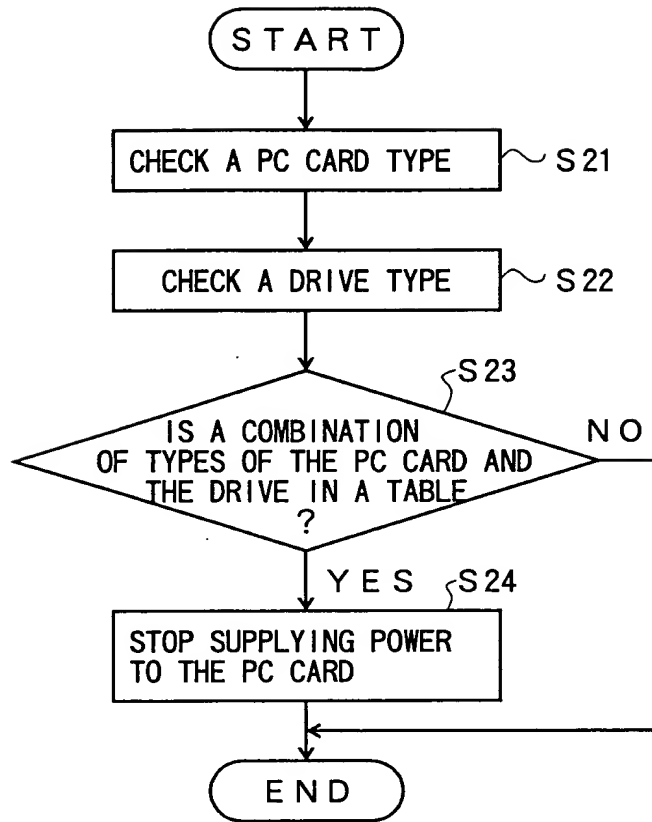 START
CHECK A PC CARD TYPE
S21
CHECK A DRIVE TYPE
S22
S23
IS A COMBINATION
OF TYPES OF THE PC CARD AND
THE DRIVE IN A TABLE
?
NO
YES
S24
STOP SUPPLYING POWER
TO THE PC CARD
END